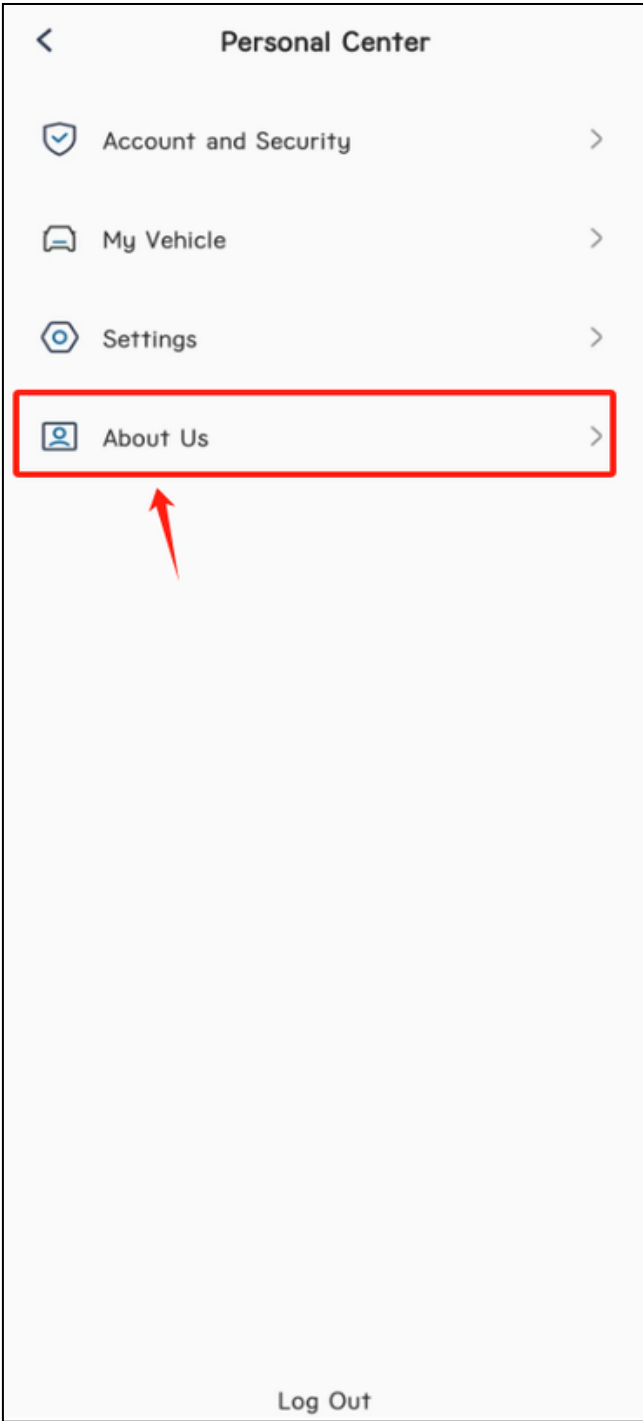 Personal Center
Account and Security
My Vehicle
Settings
About Us
Log Out